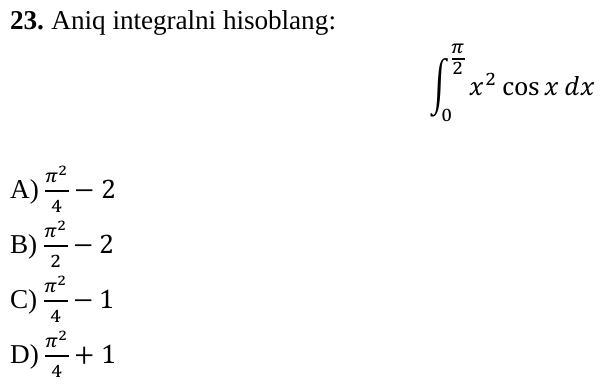 23. Aniq integralni hisoblang:
∫₀^{π/2} x² cos x dx
A) π²/4 − 2
B) π²/2 − 2
C) π²/4 − 1
D) π²/4 + 1